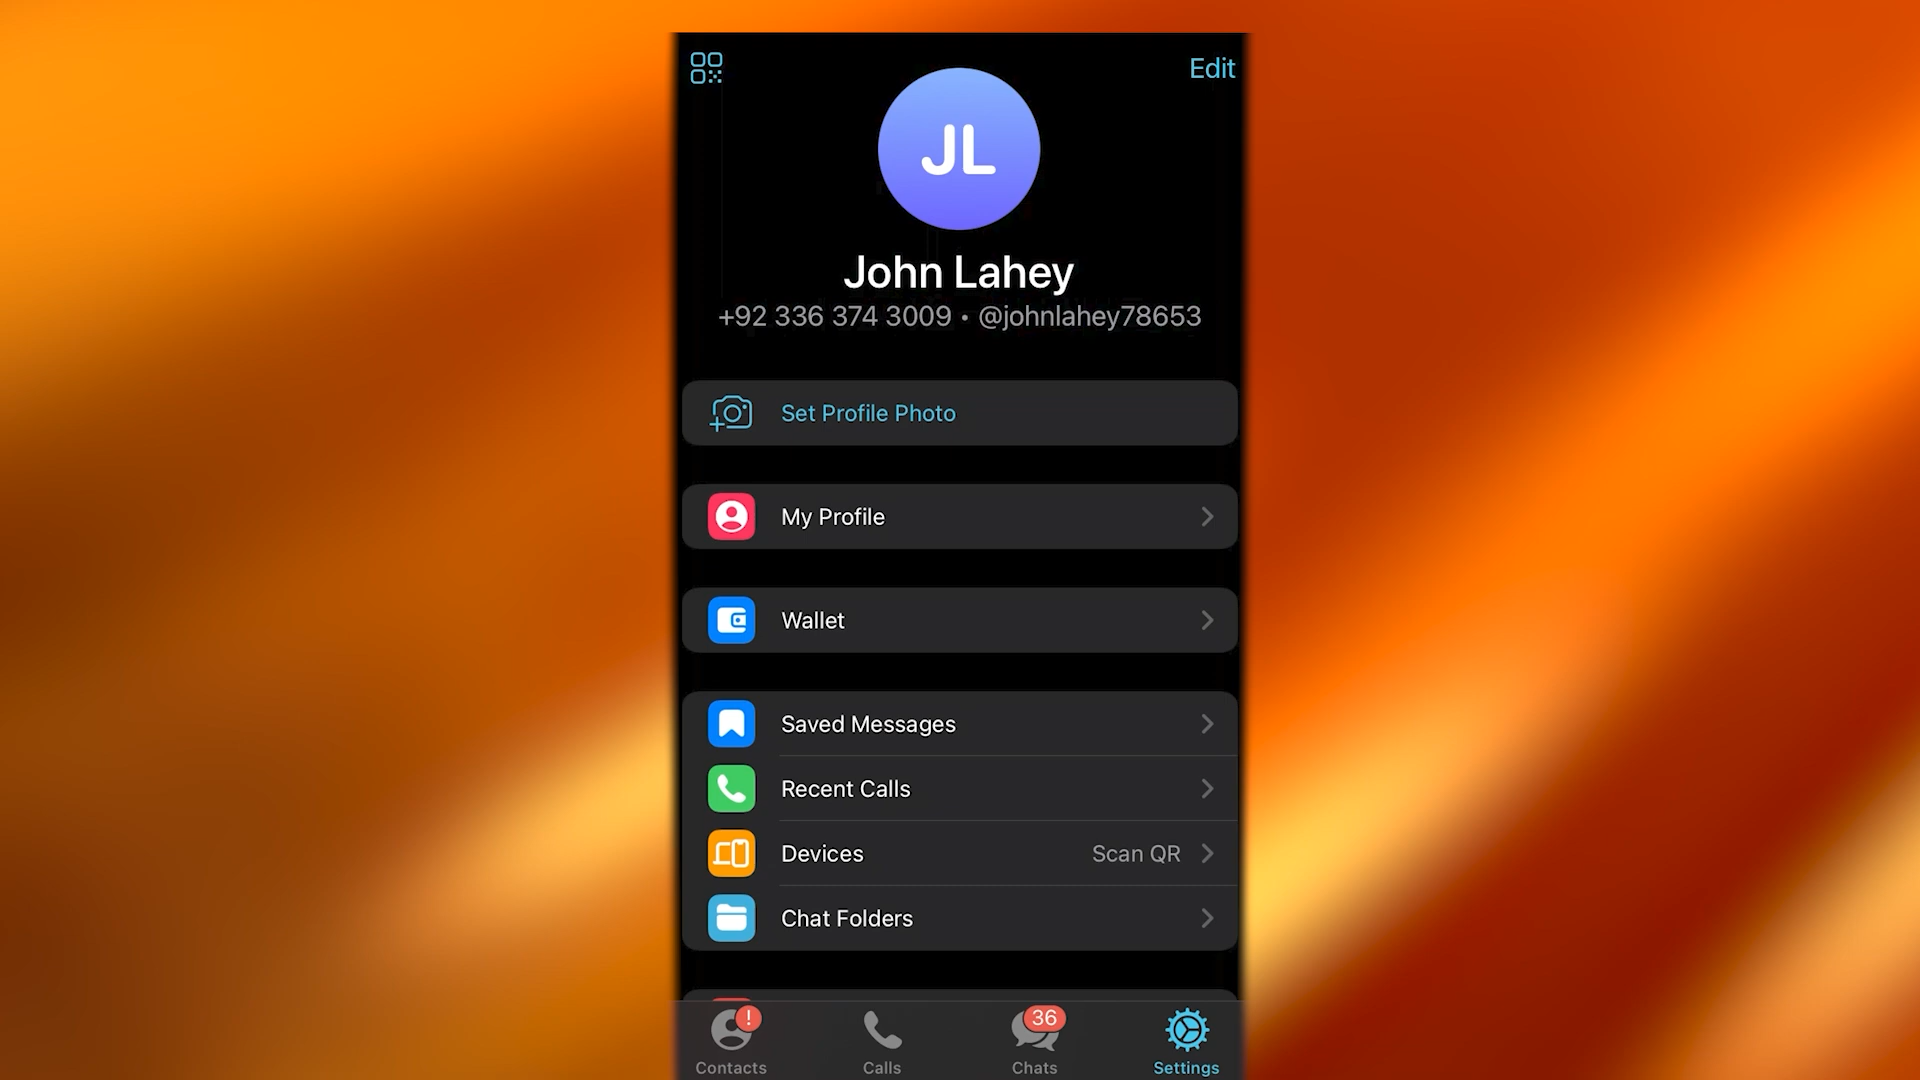 Edit
JL
John Lahey
+92 336 374 3009 • @johnlahey78653
Set Profile Photo
My Profile
Wallet
Saved Messages
Recent Calls
Devices Scan QR
Chat Folders
! 36
Contacts Calls Chats Settings